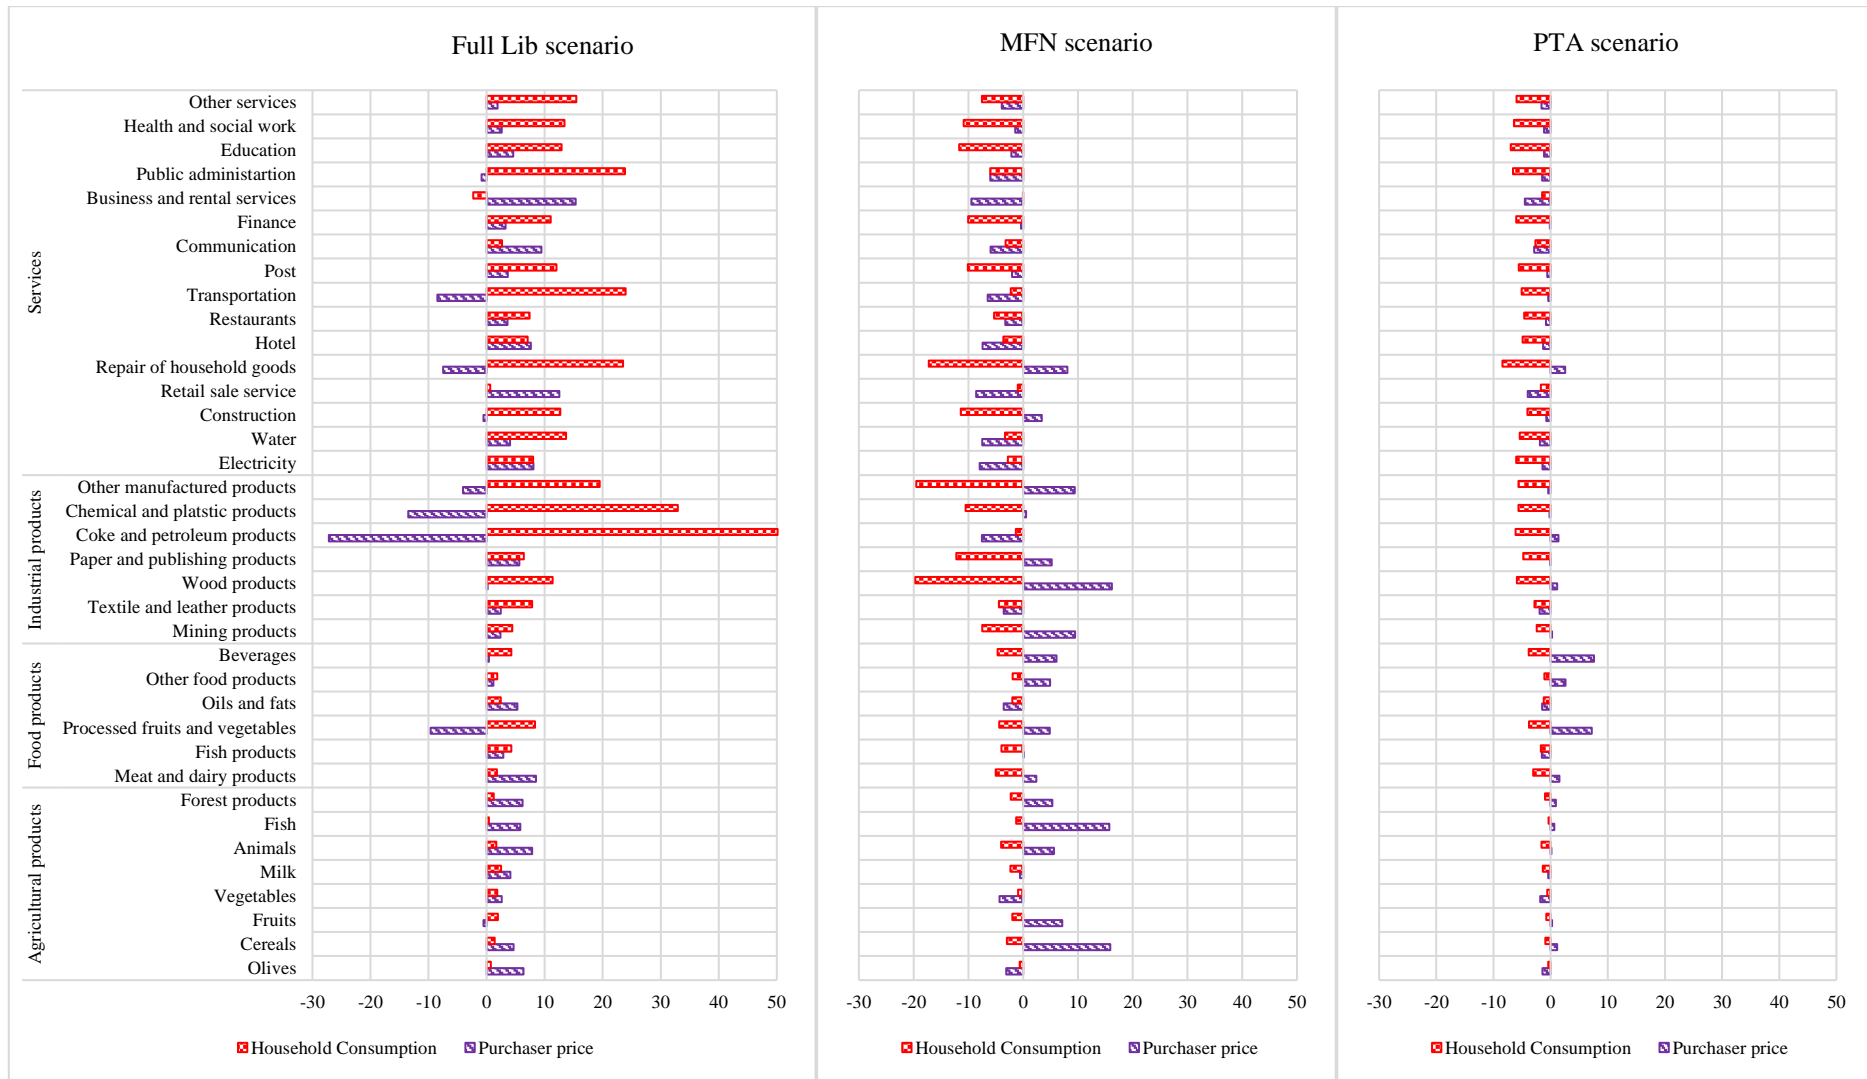 Full Lib scenario
MFN scenario
PTA scenario
Services
Other services
Health and social work
Education
Public administartion
Business and rental services
Finance
Communication
Post
Transportation
Restaurants
Hotel
Repair of household goods
Retail sale service
Construction
Water
Electricity
Industrial products
Other manufactured products
Chemical and platstic products
Coke and petroleum products
Paper and publishing products
Wood products
Textile and leather products
Mining products
Food products
Beverages
Other food products
Oils and fats
Processed fruits and vegetables
Fish products
Meat and dairy products
Agricultural products
Forest products
Fish
Animals
Milk
Vegetables
Fruits
Cereals
Olives
-30 -20 -10 0 10 20 30 40 50
-30 -20 -10 0 10 20 30 40 50
-30 -20 -10 0 10 20 30 40 50
Household Consumption Purchaser price
Household Consumption Purchaser price
Household Consumption Purchaser price